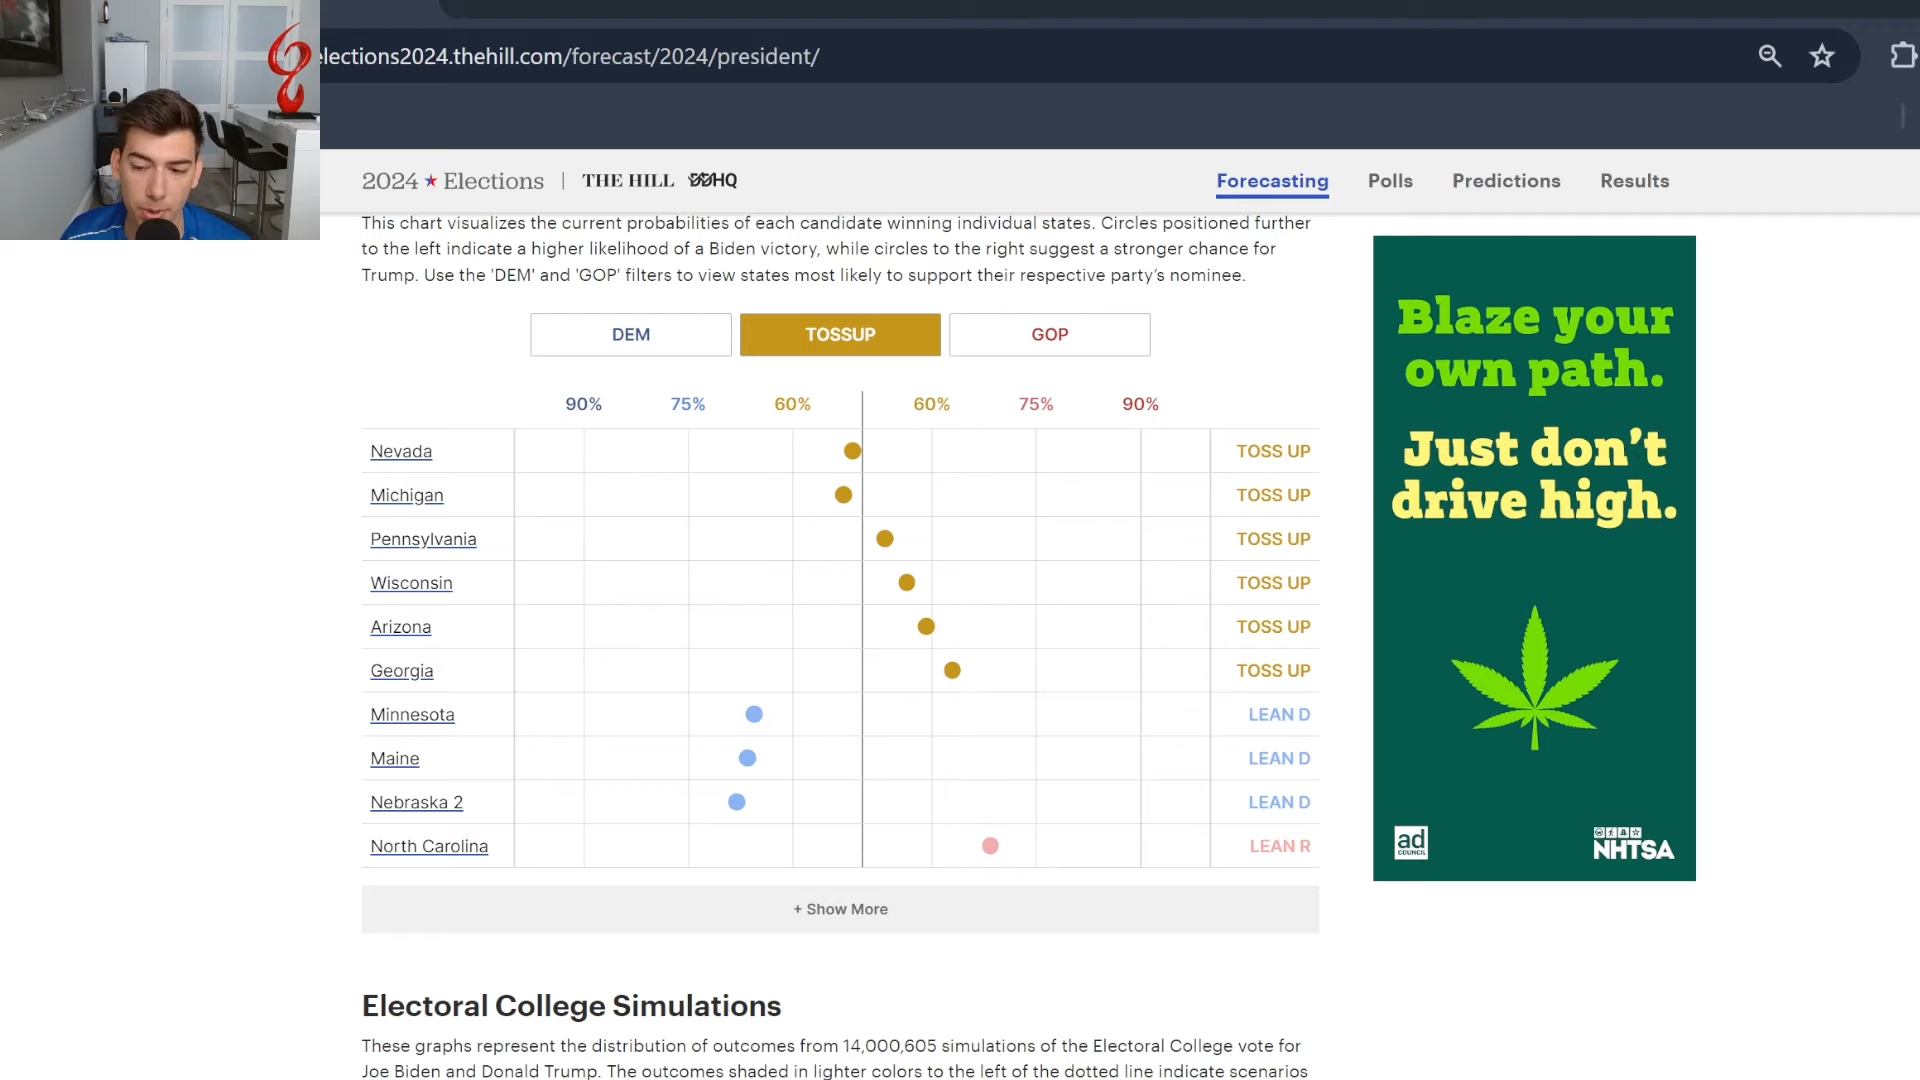 elections2024.thehill.com/forecast/2024/president/
2024 ★ Elections | THE HILL DDHQ
Forecasting Polls Predictions Results
This chart visualizes the current probabilities of each candidate winning individual states. Circles positioned further
to the left indicate a higher likelihood of a Biden victory, while circles to the right suggest a stronger chance for
Trump. Use the 'DEM' and 'GOP' filters to view states most likely to support their respective party’s nominee.
DEM TOSSUP GOP
90% 75% 60% 60% 75% 90%
Nevada TOSS UP
Michigan TOSS UP
Pennsylvania TOSS UP
Wisconsin TOSS UP
Arizona TOSS UP
Georgia TOSS UP
Minnesota LEAN D
Maine LEAN D
Nebraska 2 LEAN D
North Carolina LEAN R
+ Show More
Electoral College Simulations
These graphs represent the distribution of outcomes from 14,000,605 simulations of the Electoral College vote for
Joe Biden and Donald Trump. The outcomes shaded in lighter colors to the left of the dotted line indicate scenarios
Blaze your
own path.
Just don’t
drive high.
ad
COUNCIL
NHTSA